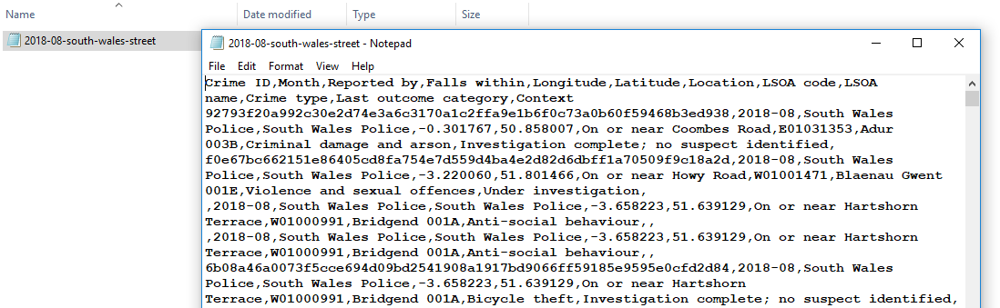 Name Date modified Type Size
2018-08-south-wales-street
2018-08-south-wales-street - Notepad
File Edit Format View Help
Crime ID,Month,Reported by,Falls within,Longitude,Latitude,Location,LSOA code,LSOA
name,Crime type,Last outcome category,Context
92793f20a992c30e2d74e3a6c3170a1c2ffa9e1b6f0c73a0b60f59468b3ed938,2018-08,South Wales
Police,South Wales Police,-0.301767,50.858007,On or near Coombes Road,E01031353,Adur
003B,Criminal damage and arson,Investigation complete; no suspect identified,
f0e67bc662151e86405cd8fa754e7d559d4ba4e2d82d6dbff1a70509f9c18a2d,2018-08,South Wales
Police,South Wales Police,-3.220060,51.801466,On or near Howy Road,W01001471,Blaenau Gwent
001E,Violence and sexual offences,Under investigation,
,2018-08,South Wales Police,South Wales Police,-3.658223,51.639129,On or near Hartshorn
Terrace,W01000991,Bridgend 001A,Anti-social behaviour,,
,2018-08,South Wales Police,South Wales Police,-3.658223,51.639129,On or near Hartshorn
Terrace,W01000991,Bridgend 001A,Anti-social behaviour,,
6b08a46a0073f5cce694d09bd2541908a1917bd9066ff59185e9595e0cfd2d84,2018-08,South Wales
Police,South Wales Police,-3.658223,51.639129,On or near Hartshorn
Terrace,W01000991,Bridgend 001A,Bicycle theft,Investigation complete; no suspect identified,